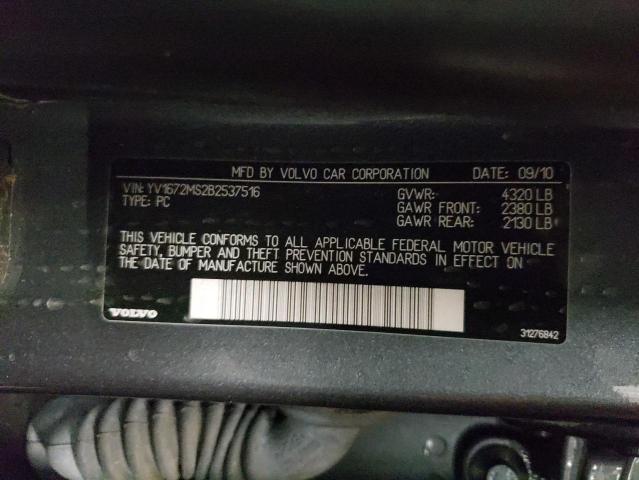 MFD BY VOLVO CAR CORPORATION DATE: 09/10
VIN: YV1672MS2B2537516 GVWR: 4320 LB
TYPE: PC GAWR FRONT: 2380 LB
GAWR REAR: 2130 LB
THIS VEHICLE CONFORMS TO ALL APPLICABLE FEDERAL MOTOR VEHICLE
SAFETY, BUMPER AND THEFT PREVENTION STANDARDS IN EFFECT ON
THE DATE OF MANUFACTURE SHOWN ABOVE.
VOLVO 31276842